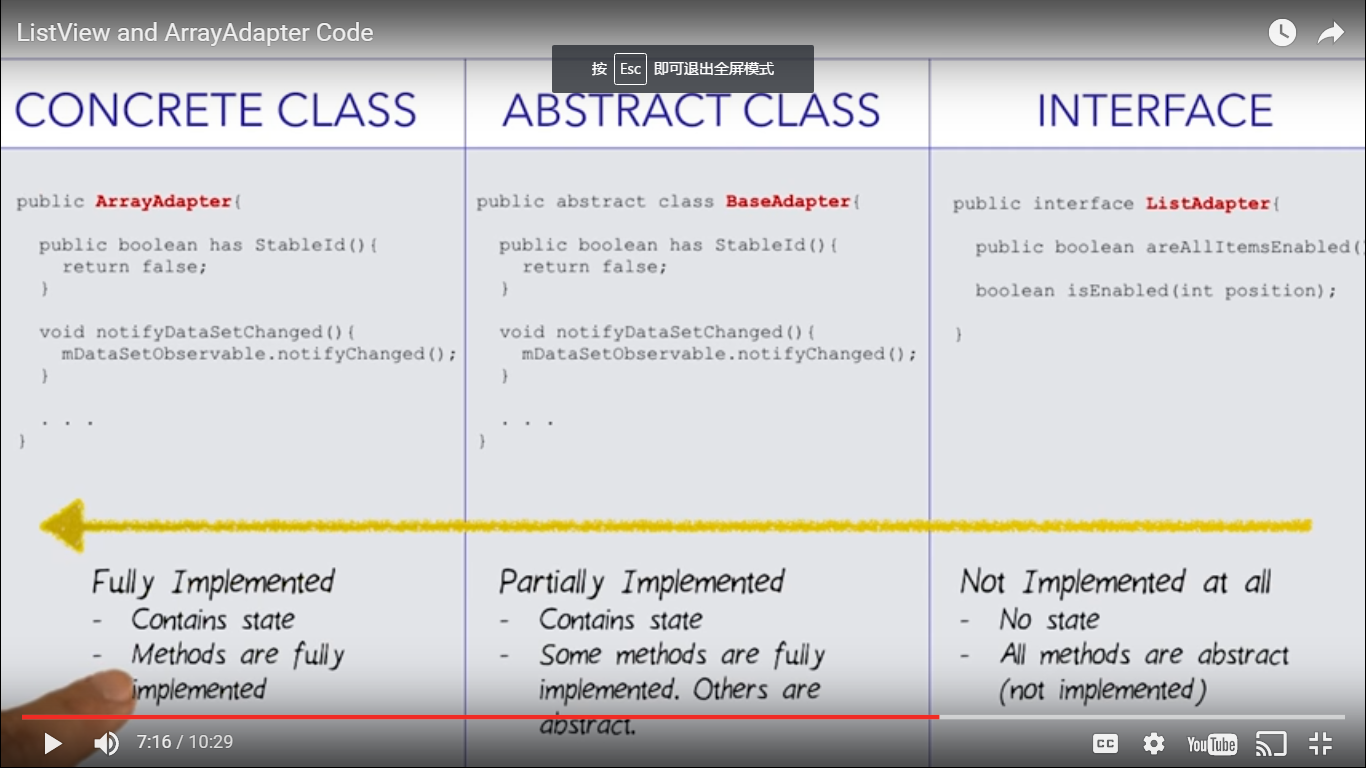 ListView and ArrayAdapter Code
按 Esc 即可退出全屏模式
CONCRETE CLASS
public ArrayAdapter{
public boolean has StableId(){
return false;
}
void notifyDataSetChanged(){
mDataSetObservable.notifyChanged();
}
. . .
}
Fully Implemented
- Contains state
- Methods are fully
implemented
ABSTRACT CLASS
public abstract class BaseAdapter{
public boolean has StableId(){
return false;
}
void notifyDataSetChanged(){
mDataSetObservable.notifyChanged();
}
. . .
}
Partially Implemented
- Contains state
- Some methods are fully
implemented. Others are
abstract.
INTERFACE
public interface ListAdapter{
public boolean areAllItemsEnabled()
boolean isEnabled(int position);
}
Not Implemented at all
- No state
- All methods are abstract
(not implemented)
7:16 / 10:29
CC
YouTube